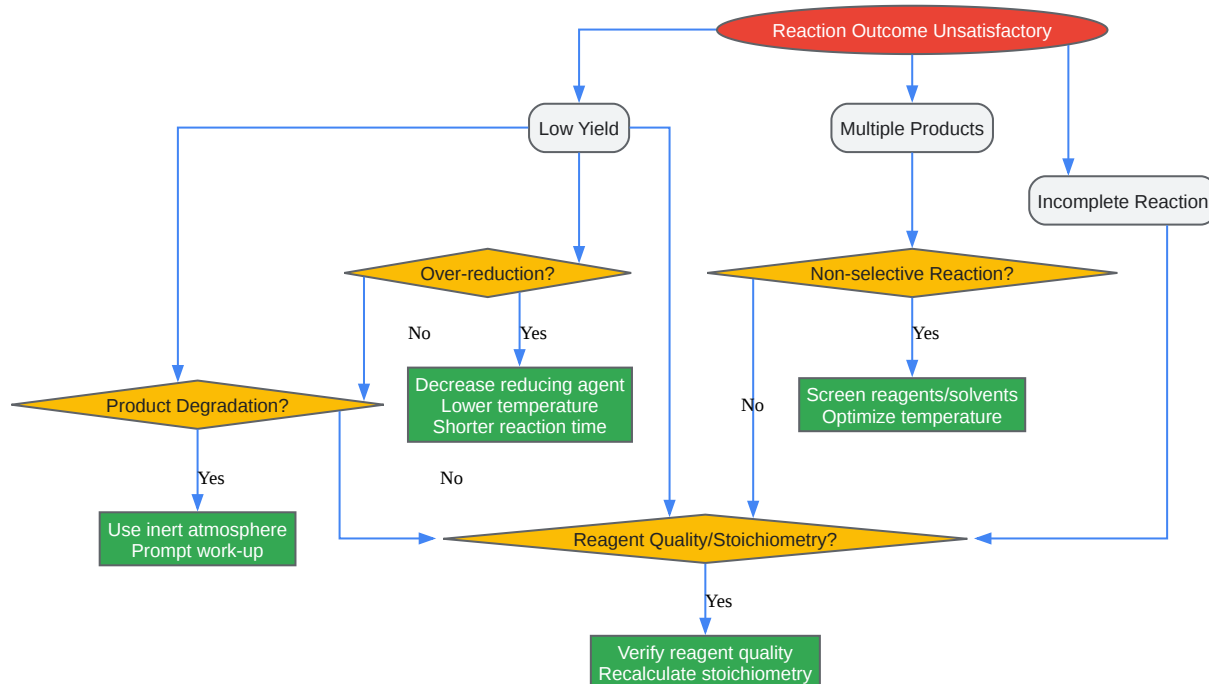 Reaction Outcome Unsatisfactory
Low Yield
Multiple Products
Incomplete Reaction
Over-reduction?
Non-selective Reaction?
No
Yes
Yes
Decrease reducing agent
Lower temperature
Shorter reaction time
Screen reagents/solvents
Optimize temperature
Product Degradation?
No
Yes
No
Use inert atmosphere
Prompt work-up
Reagent Quality/Stoichiometry?
Yes
Verify reagent quality
Recalculate stoichiometry